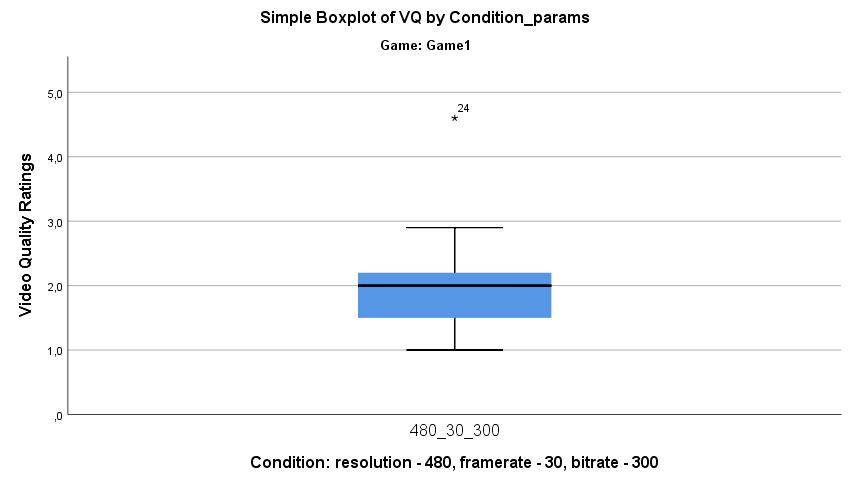 Simple Boxplot of VQ by Condition_params
Game: Game1
Video Quality Ratings
5,0
4,0
3,0
2,0
1,0
,0
24
*
480_30_300
Condition: resolution - 480, framerate - 30, bitrate - 300